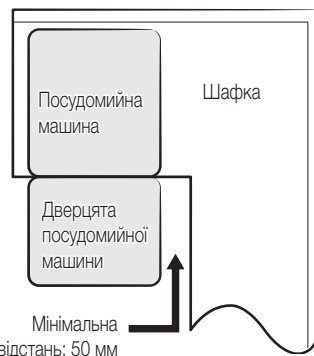 Посудомийна
машина
Шафка
Дверцята
посудомийної
машини
Мінімальна
відстань: 50 мм